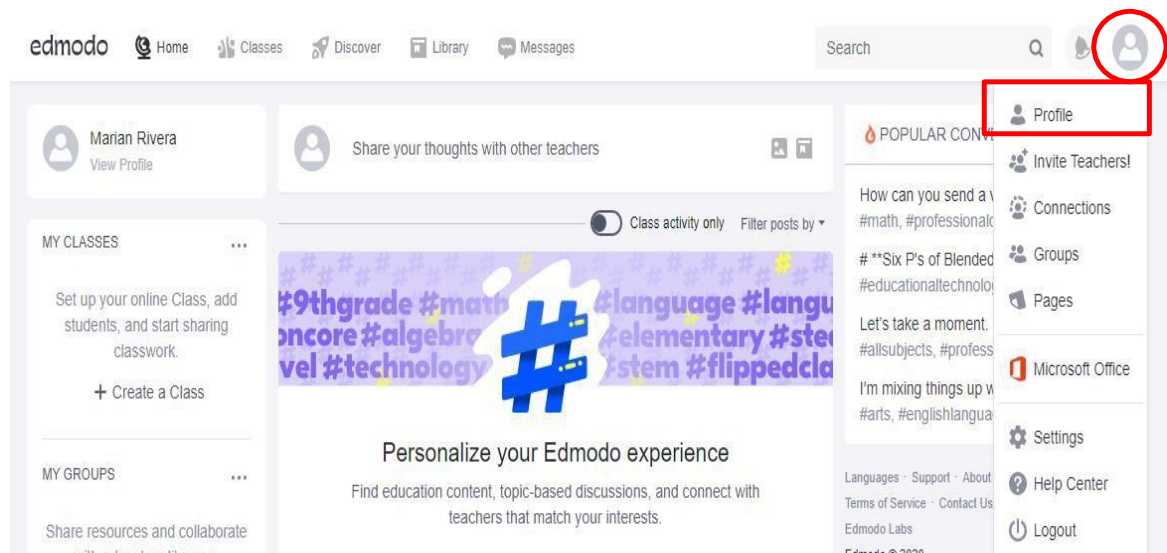 edmodo Home Classes Discover Library Messages Search
Marian Rivera
View Profile
MY CLASSES ...
Set up your online Class, add
students, and start sharing
classwork.
+ Create a Class
MY GROUPS ...
Share resources and collaborate
Share your thoughts with other teachers
Class activity only Filter posts by
#9thgrade #math #language #langu
oncore #algebra #elementary #ste
vel #technology #stem #flippedcla
Personalize your Edmodo experience
Find education content, topic-based discussions, and connect with
teachers that match your interests.
POPULAR CONVE
How can you send a v
#math, #professionald
# **Six P's of Blended
#educationaltechnolog
Let's take a moment.
#allsubjects, #profess
I'm mixing things up w
#arts, #englishlangua
Languages · Support · About
Terms of Service · Contact Us
Edmodo Labs
Edmodo © 2020
Profile
Invite Teachers!
Connections
Groups
Pages
Microsoft Office
Settings
Help Center
Logout